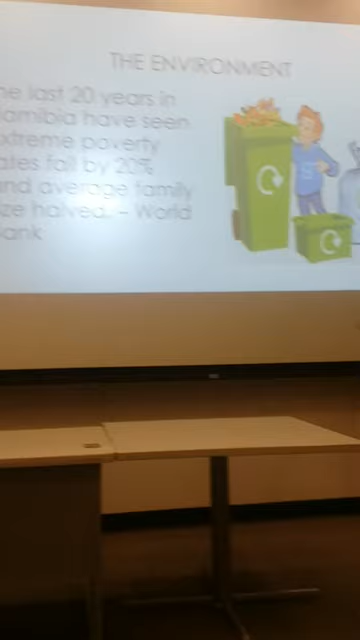 THE ENVIRONMENT
he last 20 years in
amibia have seen
xtreme poverty
ates fall by 20%
nd average family
ize halved. – World
ank